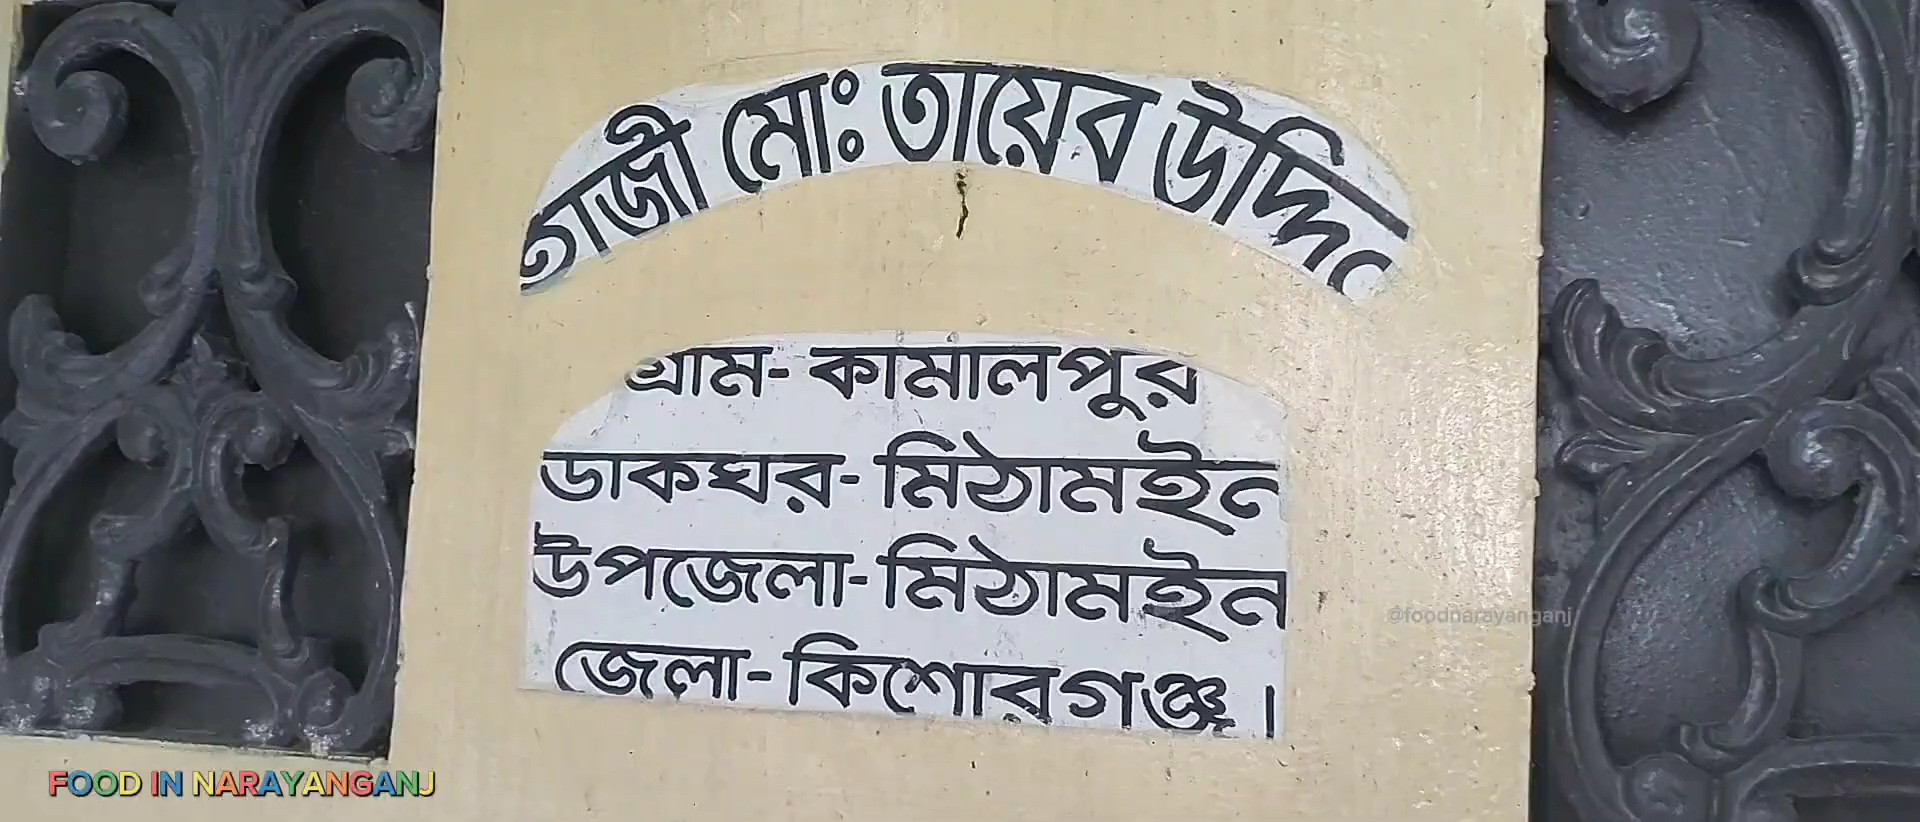 হাজী মোঃ তায়েব উদ্দিন
গ্রাম- কামালপুর
ডাকঘর- মিঠামইন
উপজেলা- মিঠামইন
জেলা- কিশোরগঞ্জ।
@foodnarayanganj
FOOD IN NARAYANGANJ